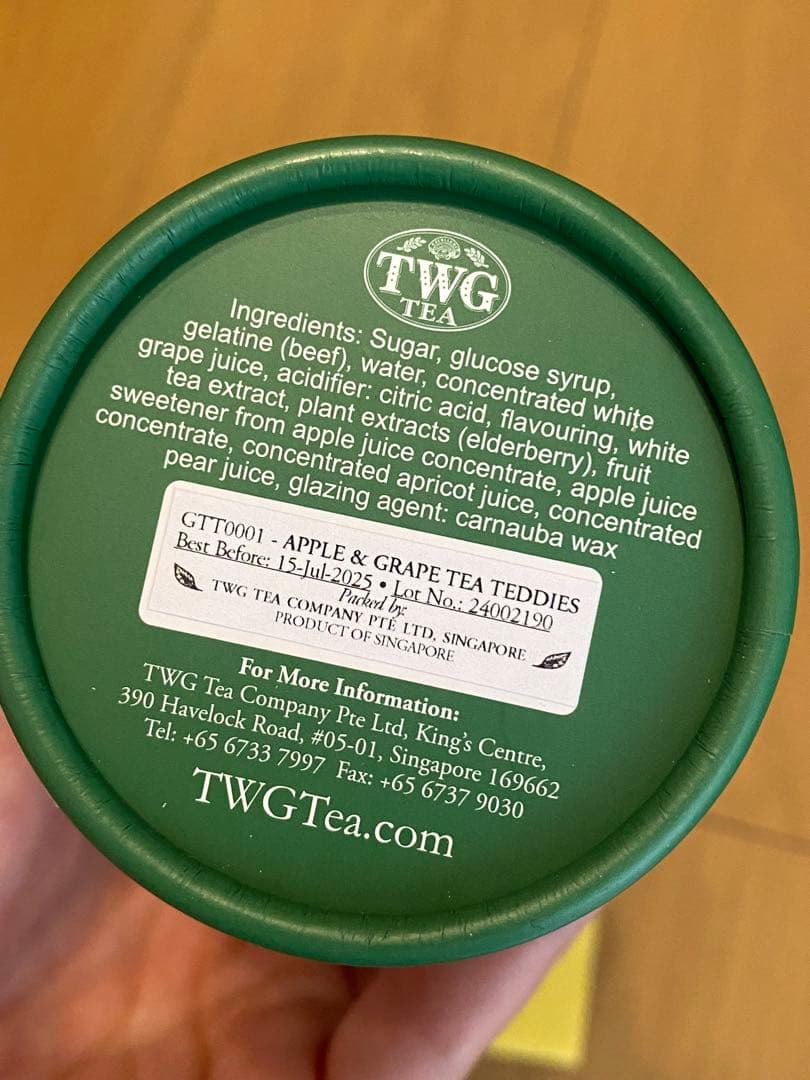 TWG
TEA
Ingredients: Sugar, glucose syrup,
gelatine (beef), water, concentrated white
grape juice, acidifier: citric acid, flavouring, white
tea extract, plant extracts (elderberry), fruit
sweetener from apple juice concentrate, apple juice
concentrate, concentrated apricot juice, concentrated
pear juice, glazing agent: carnauba wax
GTT0001 - APPLE & GRAPE TEA TEDDIES
Best Before: 15-Jul-2025 • Lot No.: 24002190
Packed by:
TWG TEA COMPANY PTE LTD, SINGAPORE
PRODUCT OF SINGAPORE
For More Information:
TWG Tea Company Pte Ltd, King's Centre,
390 Havelock Road, #05-01, Singapore 169662
Tel: +65 6733 7997 Fax: +65 6737 9030
TWGTea.com